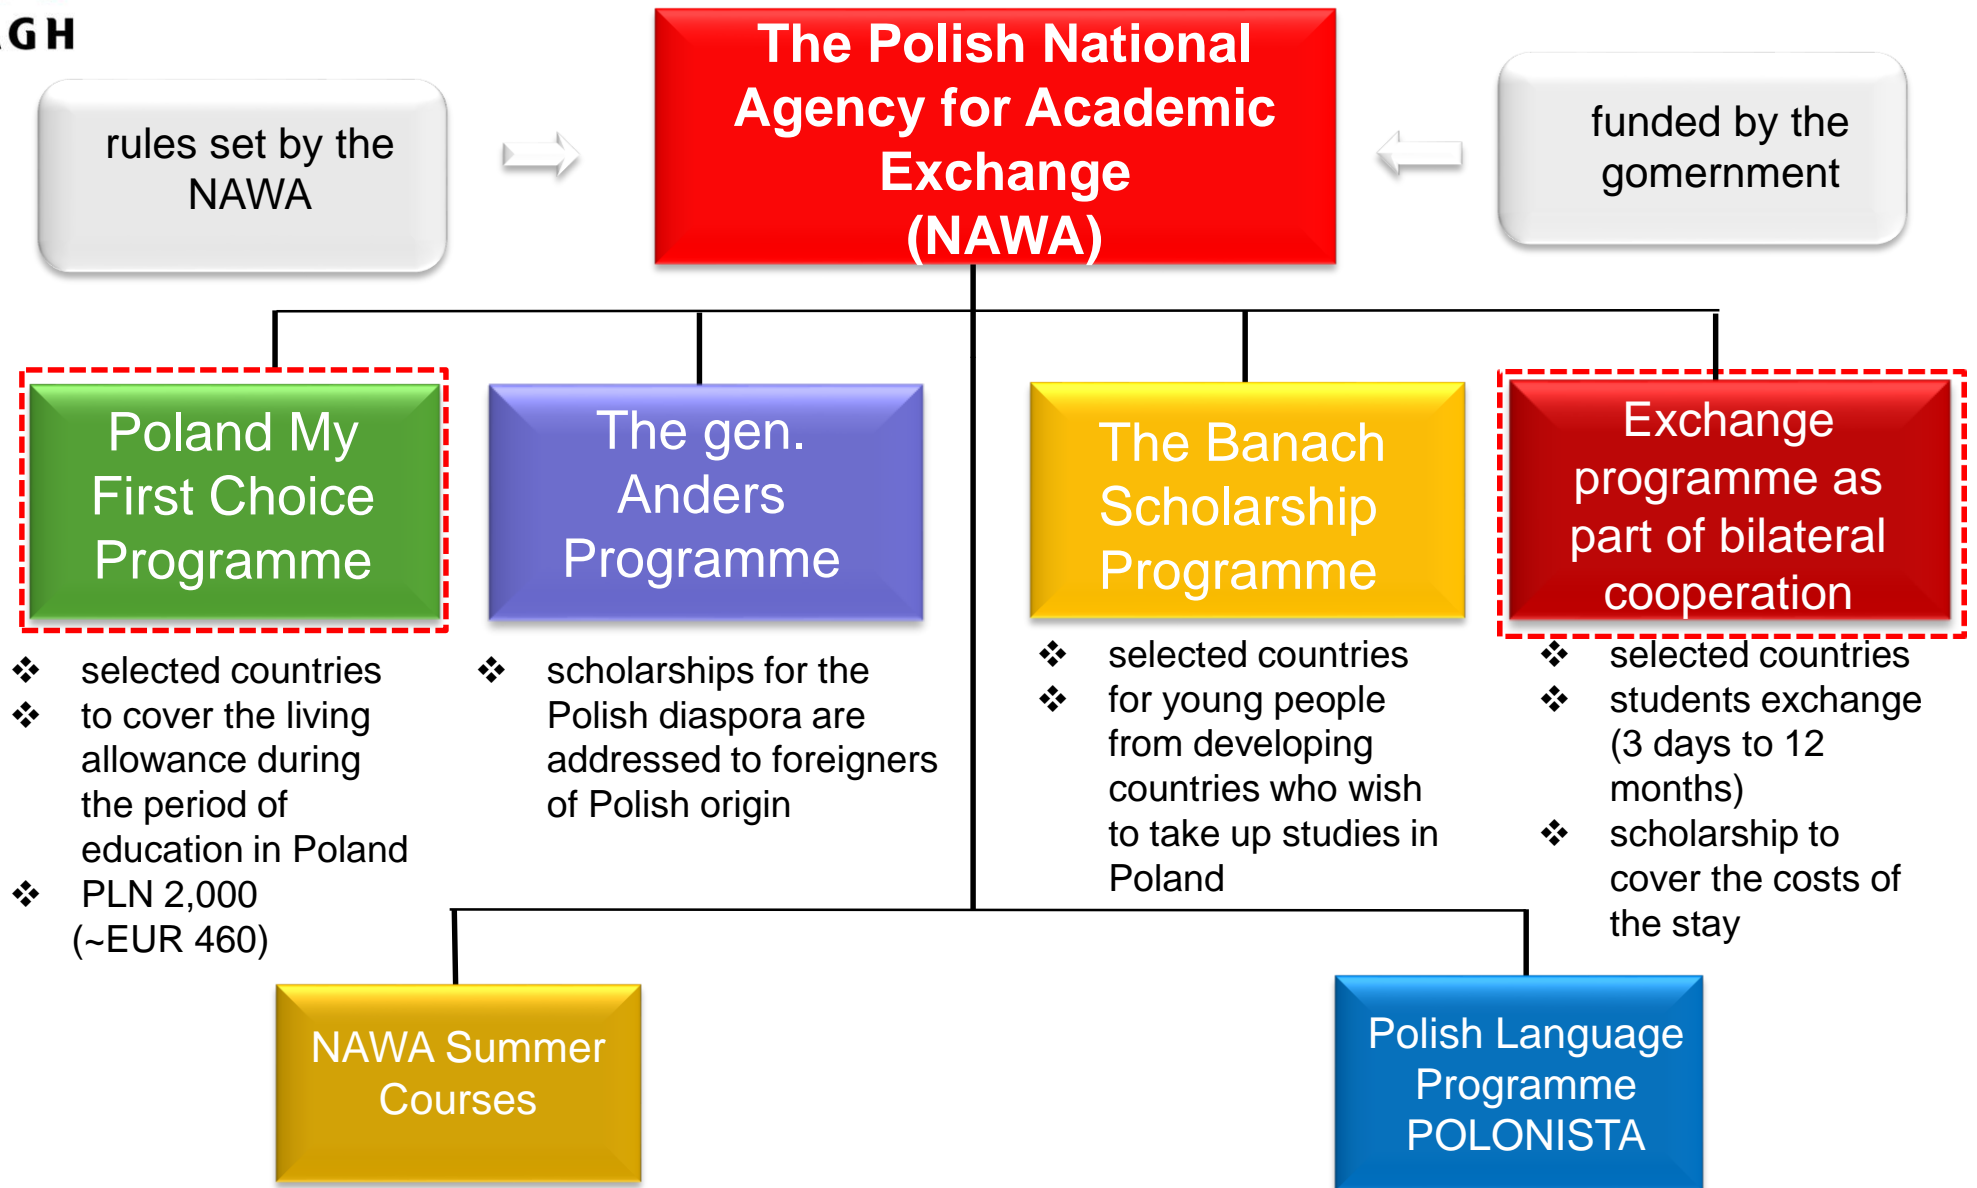 GH
rules set by the
NAWA
The Polish National
Agency for Academic
Exchange
(NAWA)
funded by the
gomernment
Poland My
First Choice
Programme
The gen.
Anders
Programme
The Banach
Scholarship
Programme
Exchange
programme as
part of bilateral
cooperation
❖ selected countries
❖ to cover the living
allowance during
the period of
education in Poland
❖ PLN 2,000
(~EUR 460)
❖ scholarships for the
Polish diaspora are
addressed to foreigners
of Polish origin
❖ selected countries
❖ for young people
from developing
countries who wish
to take up studies in
Poland
❖ selected countries
❖ students exchange
(3 days to 12
months)
❖ scholarship to
cover the costs of
the stay
NAWA Summer
Courses
Polish Language
Programme
POLONISTA